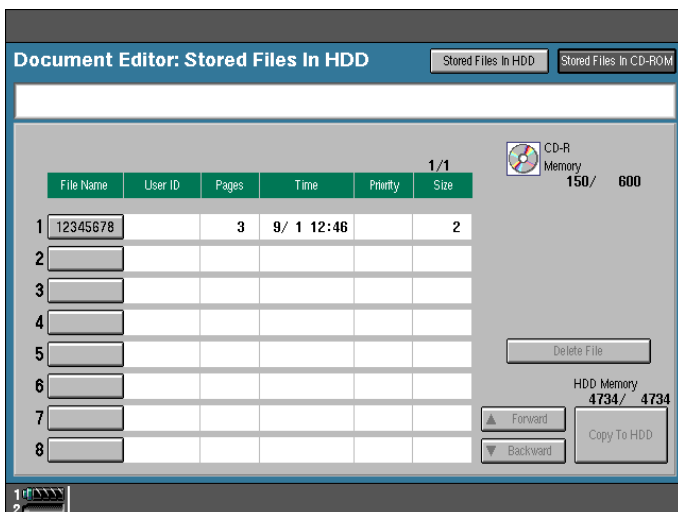 Document Editor: Stored Files In HDD
Stored Files In HDD
Stored Files In CD-ROM
CD-R
Memory
150/ 600
1/1
File Name User ID Pages Time Priority Size
1 12345678 3 9/ 1 12:46 2
2
3
4
5
6
7
8
Delete File
HDD Memory
4734/ 4734
▲ Forward
▼ Backward
Copy To HDD
1
2